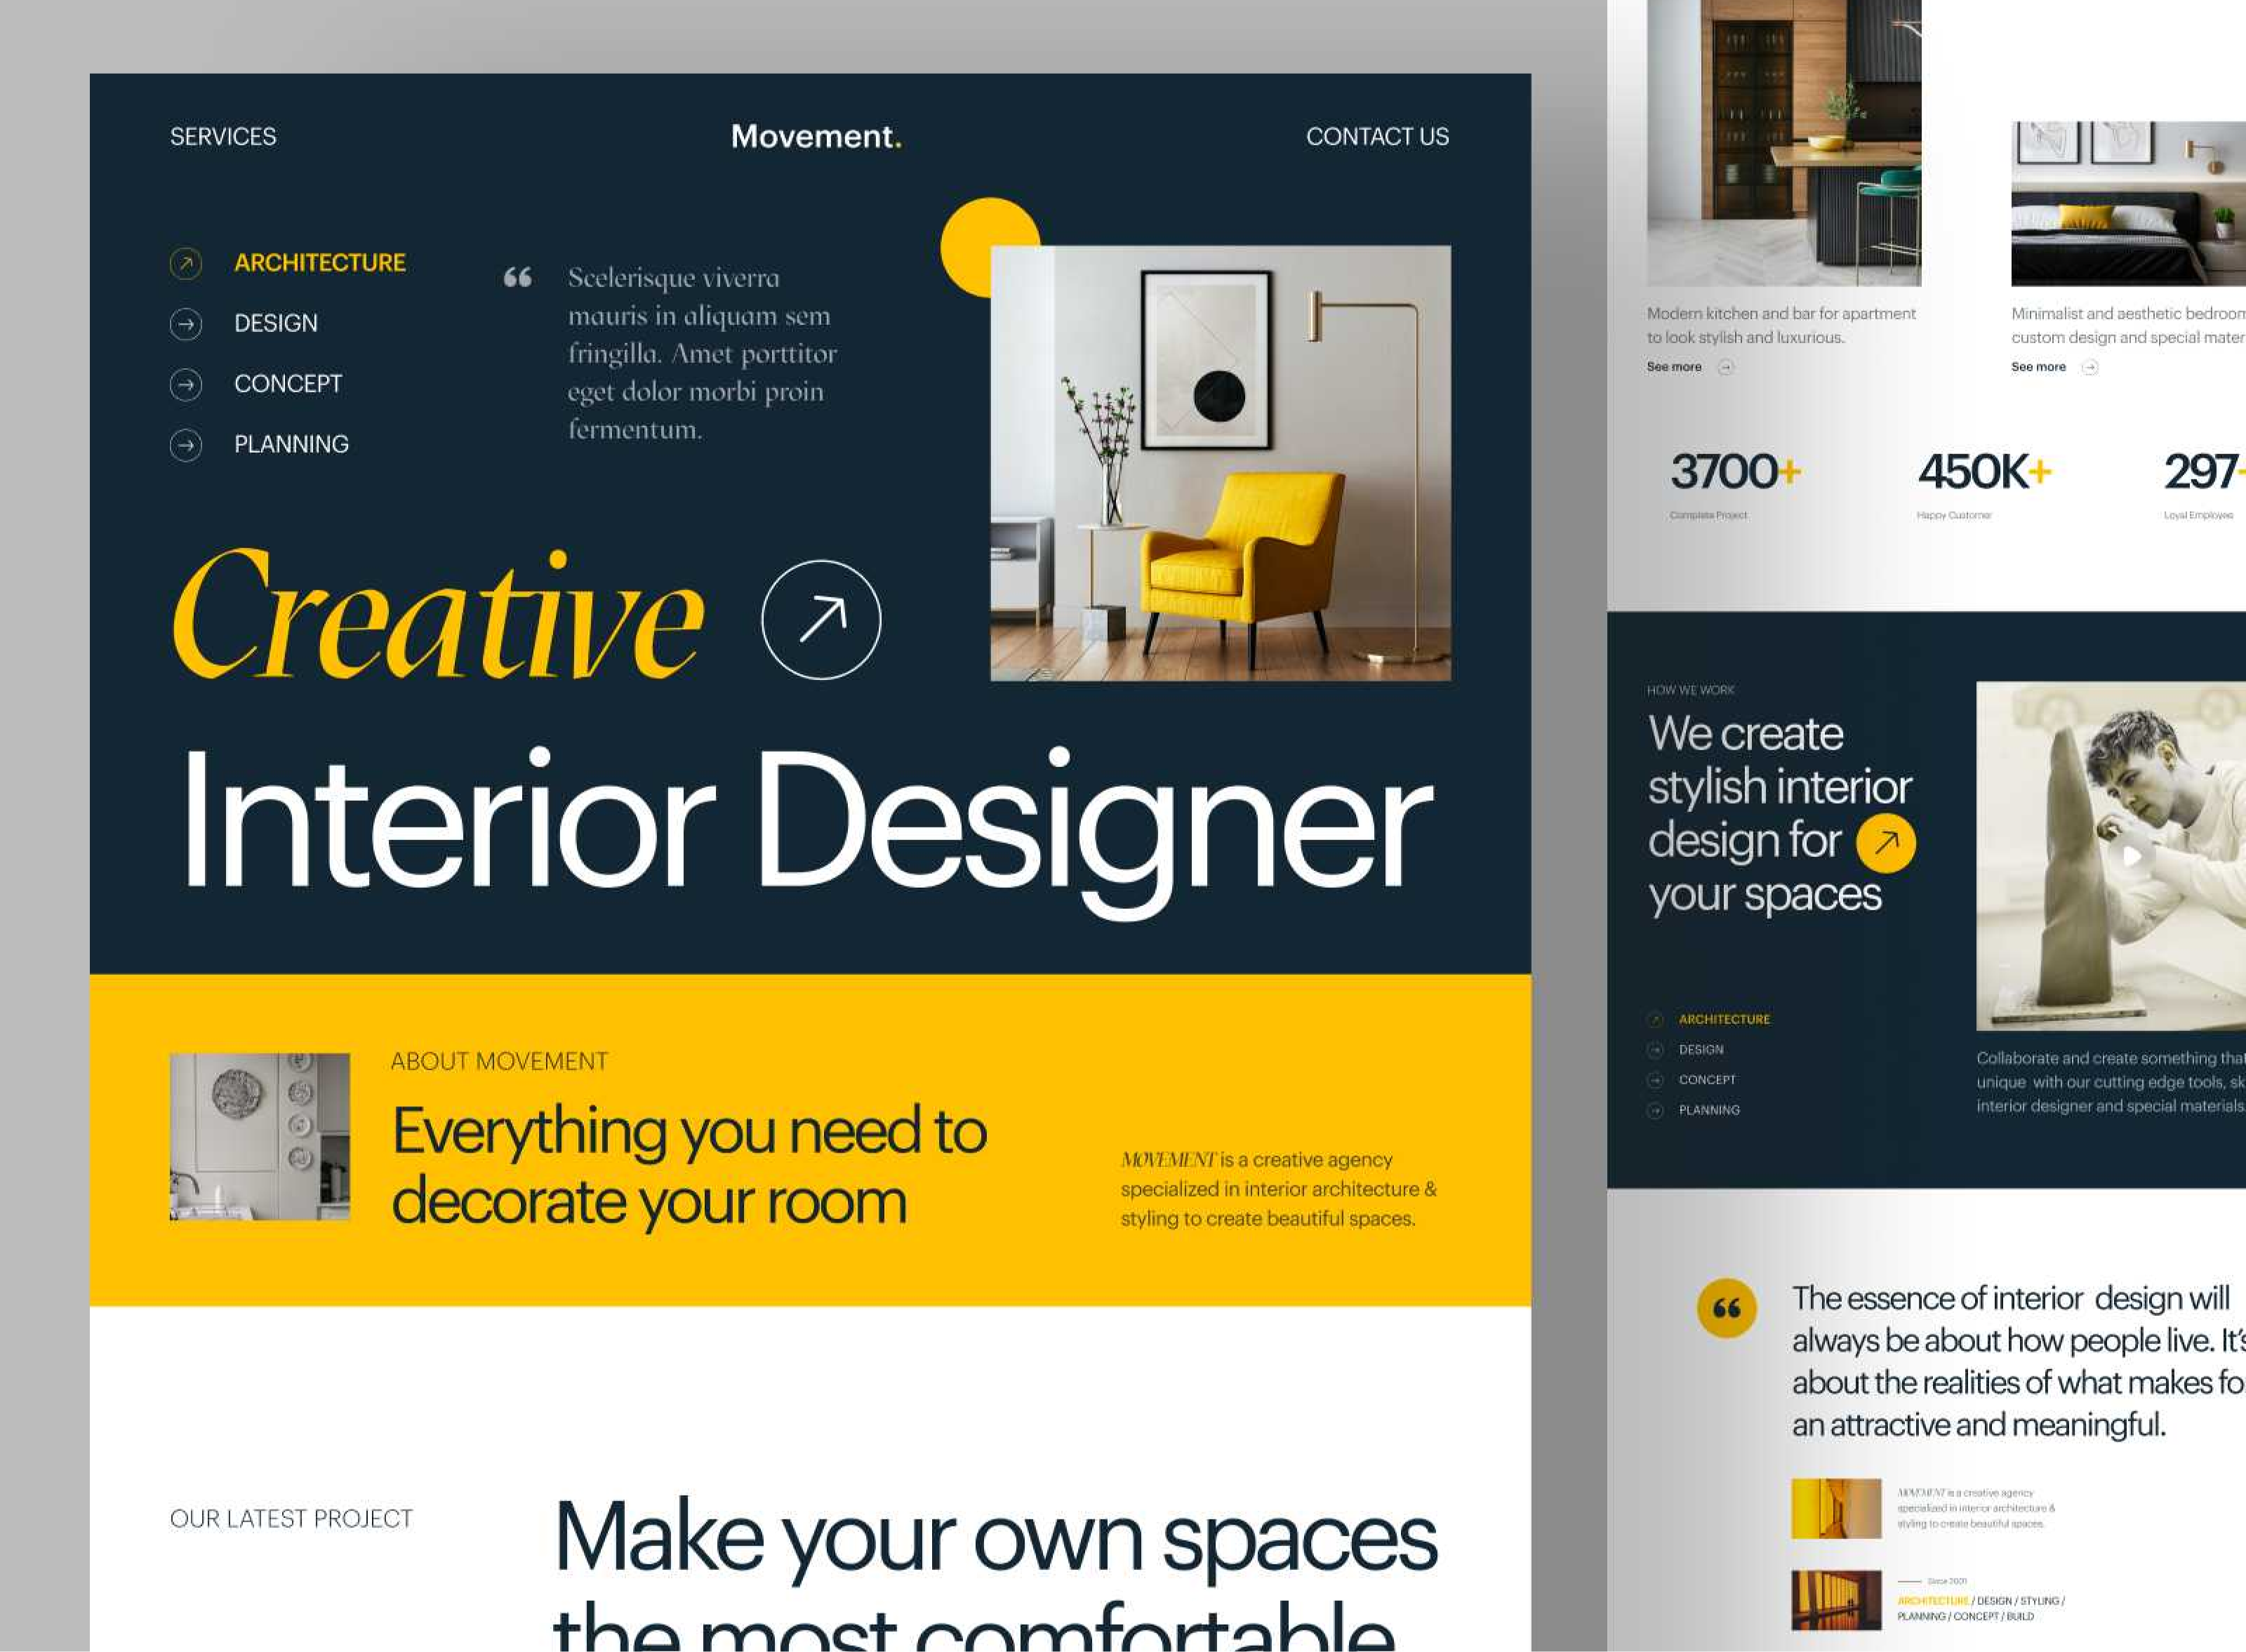 SERVICES
Movement.
CONTACT US
ARCHITECTURE
DESIGN
CONCEPT
PLANNING
“ Scelerisque viverra
mauris in aliquam sem
fringilla. Amet porttitor
eget dolor morbi proin
fermentum.
Creative
Interior Designer
ABOUT MOVEMENT
Everything you need to
decorate your room
MOVEMENT is a creative agency
specialized in interior architecture &
styling to create beautiful spaces.
OUR LATEST PROJECT
Make your own spaces
the most comfortable
Modern kitchen and bar for apartment
to look stylish and luxurious.
See more
Minimalist and aesthetic bedroom
custom design and special mater
See more
3700+
Complete Project
450K+
Happy Customer
297+
Loyal Employee
HOW WE WORK
We create
stylish interior
design for
your spaces
ARCHITECTURE
DESIGN
CONCEPT
PLANNING
Collaborate and create something that
unique with our cutting edge tools, sk
interior designer and special materials.
“
The essence of interior design will
always be about how people live. It's
about the realities of what makes fo
an attractive and meaningful.
MOVEMENT is a creative agency
specialized in interior architecture &
styling to create beautiful spaces.
Since 2001
ARCHITECTURE / DESIGN / STYLING /
PLANNING / CONCEPT / BUILD